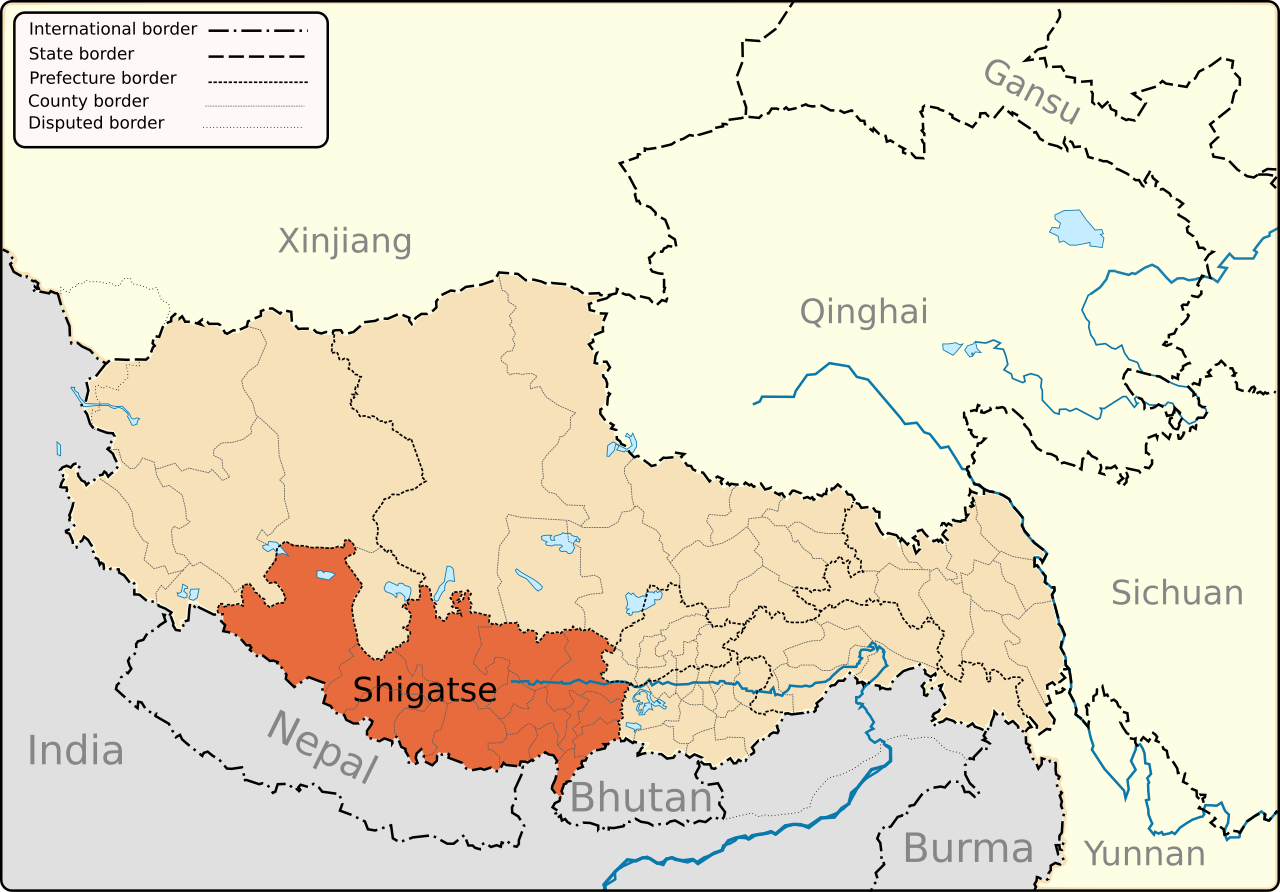 International border
State border
Prefecture border
County border
Disputed border
Gansu
Xinjiang
Qinghai
Sichuan
Shigatse
India
Nepal
Bhutan
Burma
Yunnan